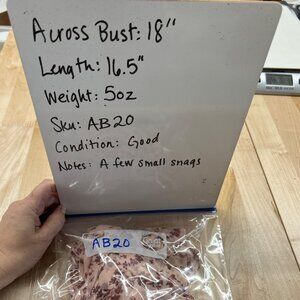 Across Bust: 18"
Length: 16.5"
Weight: 5oz
Sku: AB20
Condition: Good
Notes: A few small snags
AB20